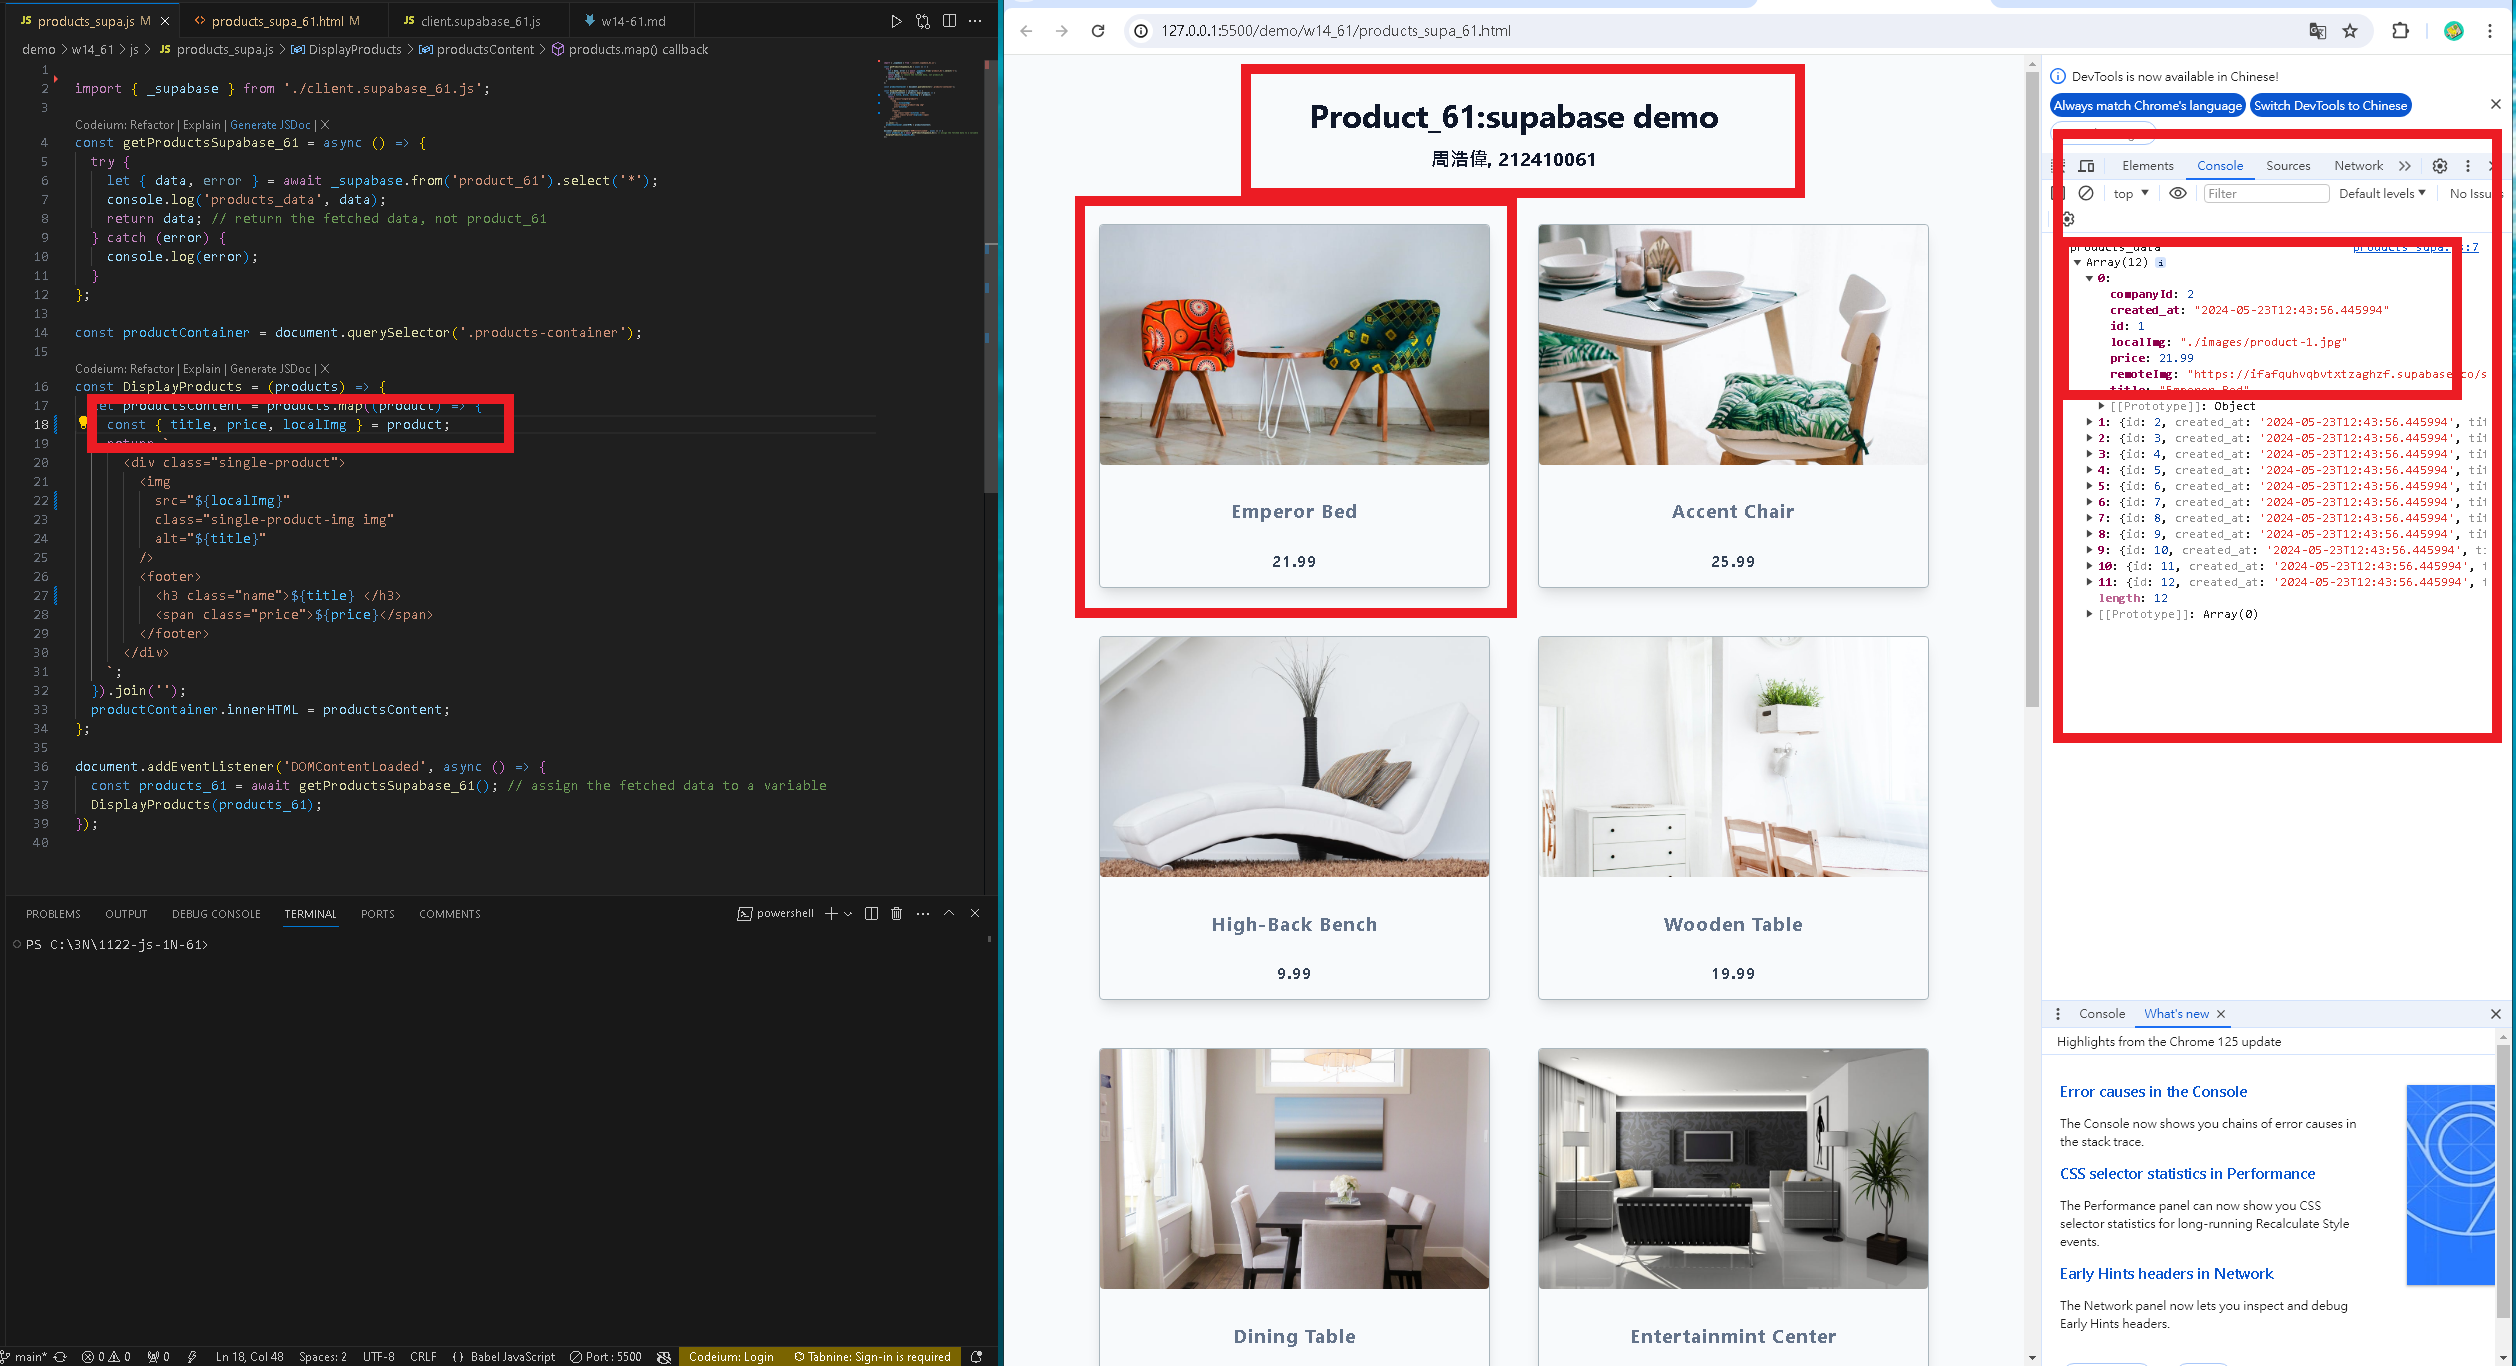 products_supa.js M
products_supa_61.html M
client.supabase_61.js
w14-61.md
demo > w14_61 > js > products_supa.js > DisplayProducts > productsContent > products.map() callback
1
2 import { _supabase } from './client.supabase_61.js';
3
Codeium: Refactor | Explain | Generate JSDoc | X
4 const getProductsSupabase_61 = async () => {
5 try {
6 let { data, error } = await _supabase.from('product_61').select('*');
7 console.log('products_data', data);
8 return data; // return the fetched data, not product_61
9 } catch (error) {
10 console.log(error);
11 }
12 };
13
14 const productContainer = document.querySelector('.products-container');
15
Codeium: Refactor | Explain | Generate JSDoc | X
16 const DisplayProducts = (products) => {
17 let productsContent = products.map((product) => {
18 const { title, price, localImg } = product;
19 return `
20 <div class="single-product">
21 <img
22 src="${localImg}"
23 class="single-product-img img"
24 alt="${title}"
25 />
26 <footer>
27 <h3 class="name">${title} </h3>
28 <span class="price">${price}</span>
29 </footer>
30 </div>
31 `;
32 }).join('');
33 productContainer.innerHTML = productsContent;
34 };
35
36 document.addEventListener('DOMContentLoaded', async () => {
37 const products_61 = await getProductsSupabase_61(); // assign the fetched data to a variable
38 DisplayProducts(products_61);
39 });
40
PROBLEMS OUTPUT DEBUG CONSOLE TERMINAL PORTS COMMENTS
powershell
PS C:\3N\1122-js-1N-61>
main* 0 0 0 Ln 18, Col 48 Spaces: 2 UTF-8 CRLF {} Babel JavaScript Port : 5500 Codeium: Login Tabnine: Sign-in is required
127.0.0.1:5500/demo/w14_61/products_supa_61.html
Product_61:supabase demo
周浩偉, 212410061
Emperor Bed
21.99
Accent Chair
25.99
High-Back Bench
9.99
Wooden Table
19.99
Dining Table
Entertainmint Center
DevTools is now available in Chinese!
Always match Chrome's language
Switch DevTools to Chinese
Elements Console Sources Network
top Filter Default levels No Issu
products_data products_supa.js:7
Array(12)
0:
companyId: 2
created_at: "2024-05-23T12:43:56.445994"
id: 1
localImg: "./images/product-1.jpg"
price: 21.99
remoteImg: "https://ifafquhvqbvtxtzaghzf.supabase.co/s
title: "Emperor Bed"
[[Prototype]]: Object
1: {id: 2, created_at: '2024-05-23T12:43:56.445994', tit
2: {id: 3, created_at: '2024-05-23T12:43:56.445994', tit
3: {id: 4, created_at: '2024-05-23T12:43:56.445994', tit
4: {id: 5, created_at: '2024-05-23T12:43:56.445994', tit
5: {id: 6, created_at: '2024-05-23T12:43:56.445994', tit
6: {id: 7, created_at: '2024-05-23T12:43:56.445994', tit
7: {id: 8, created_at: '2024-05-23T12:43:56.445994', tit
8: {id: 9, created_at: '2024-05-23T12:43:56.445994', tit
9: {id: 10, created_at: '2024-05-23T12:43:56.445994', ti
10: {id: 11, created_at: '2024-05-23T12:43:56.445994', t
11: {id: 12, created_at: '2024-05-23T12:43:56.445994', t
length: 12
[[Prototype]]: Array(0)
Console What's new
Highlights from the Chrome 125 update
Error causes in the Console
The Console now shows you chains of error causes in
the stack trace.
CSS selector statistics in Performance
The Performance panel can now show you CSS
selector statistics for long-running Recalculate Style
events.
Early Hints headers in Network
The Network panel now lets you inspect and debug
Early Hints headers.